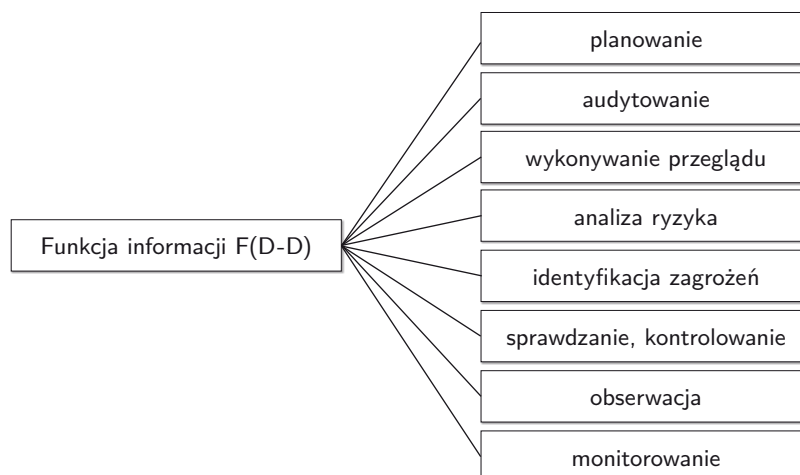 planowanie
audytowanie
wykonywanie przeglądu
analiza ryzyka
Funkcja informacji F(D-D)
identyfikacja zagrożeń
sprawdzanie, kontrolowanie
obserwacja
monitorowanie